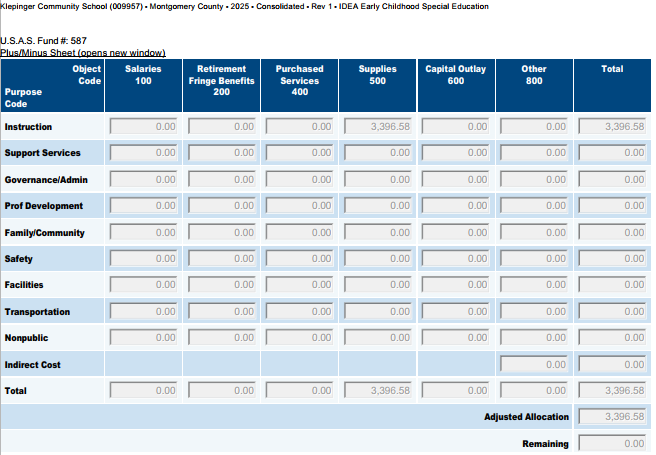 Klepinger Community School (009957) • Montgomery County • 2025 • Consolidated • Rev 1 • IDEA Early Childhood Special Education
U.S.A.S. Fund #: 587
Plus/Minus Sheet (opens new window)
Object Code Purpose Code Salaries 100 Retirement Fringe Benefits 200 Purchased Services 400 Supplies 500 Capital Outlay 600 Other 800 Total
Instruction 0.00 0.00 0.00 3,396.58 0.00 0.00 3,396.58
Support Services 0.00 0.00 0.00 0.00 0.00 0.00 0.00
Governance/Admin 0.00 0.00 0.00 0.00 0.00 0.00 0.00
Prof Development 0.00 0.00 0.00 0.00 0.00 0.00 0.00
Family/Community 0.00 0.00 0.00 0.00 0.00 0.00 0.00
Safety 0.00 0.00 0.00 0.00 0.00 0.00 0.00
Facilities 0.00 0.00 0.00 0.00 0.00 0.00 0.00
Transportation 0.00 0.00 0.00 0.00 0.00 0.00 0.00
Nonpublic 0.00 0.00 0.00 0.00 0.00 0.00 0.00
Indirect Cost 0.00 0.00
Total 0.00 0.00 0.00 3,396.58 0.00 0.00 3,396.58
Adjusted Allocation 3,396.58
Remaining 0.00